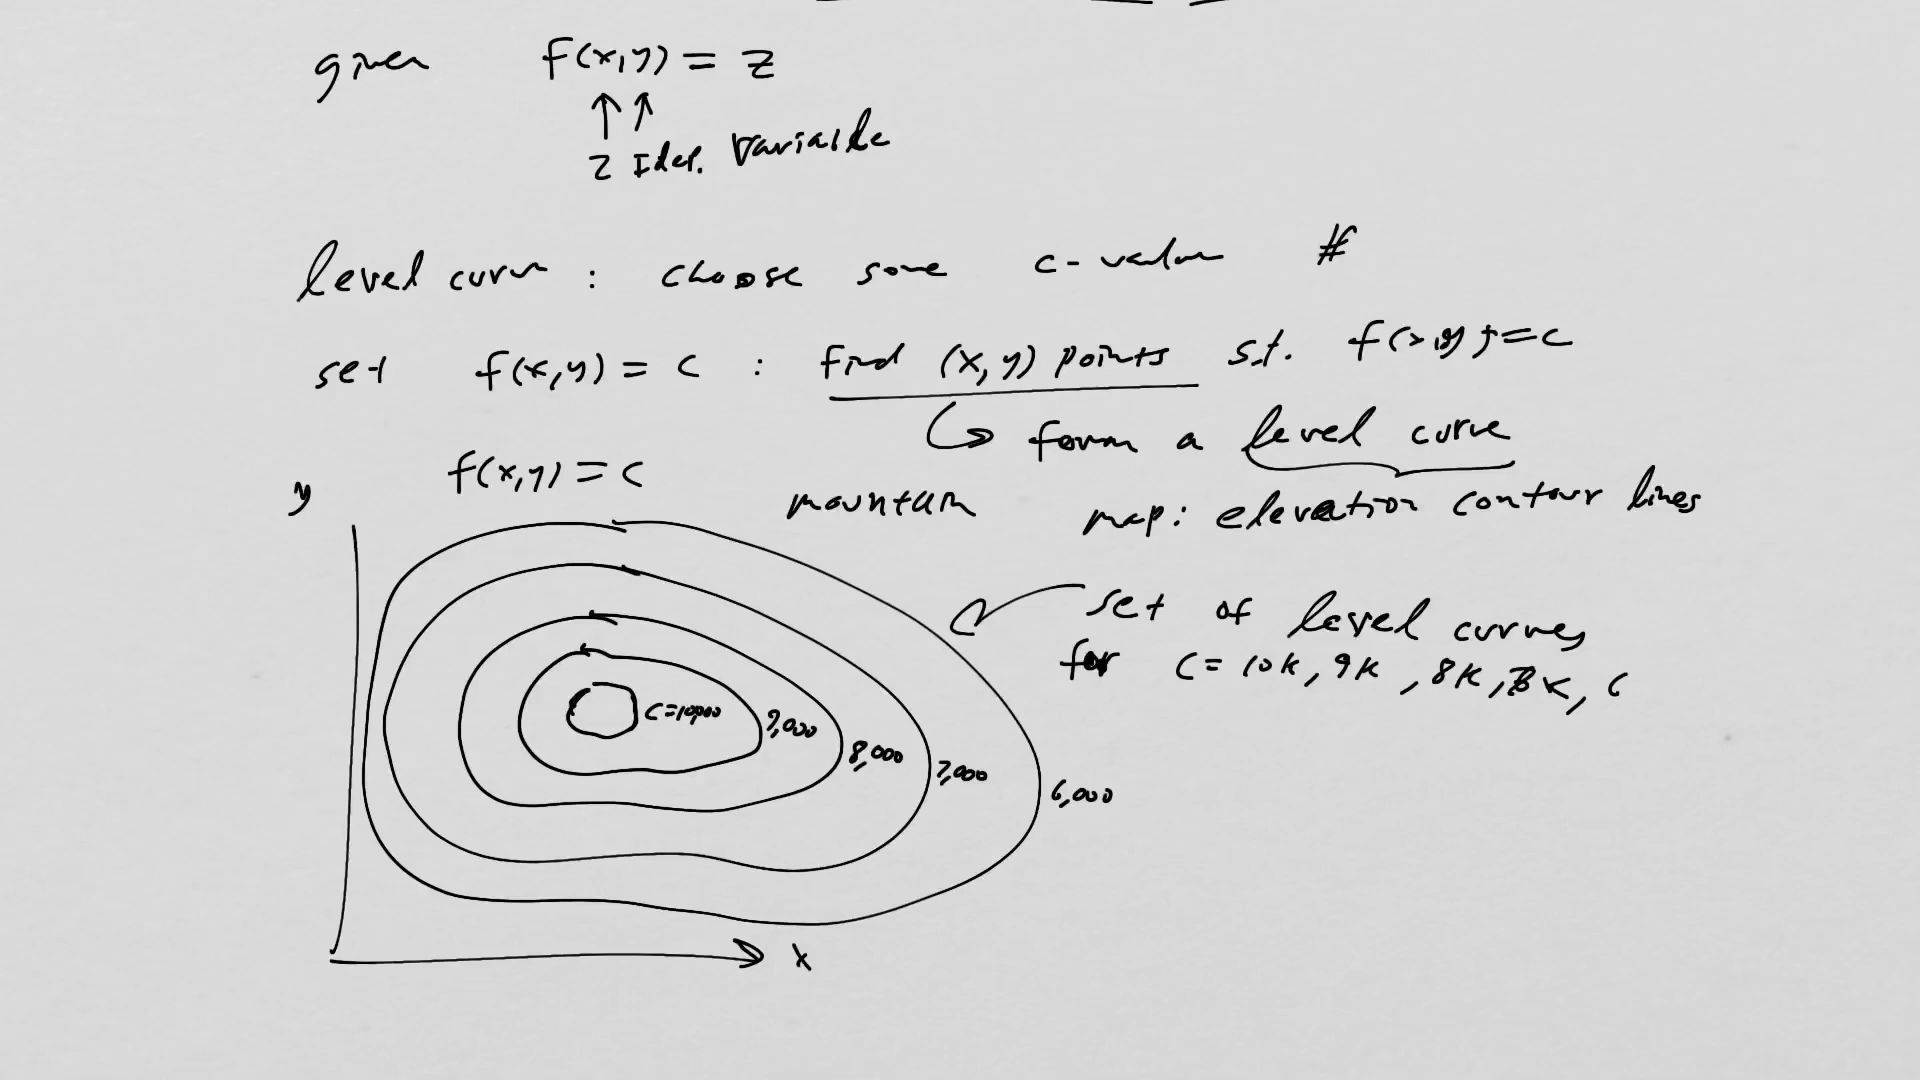 given f(x,y) = z
↑ ↑
2 Idep. Variable
level curve : choose some c-value #
set f(x,y) = c : find (x,y) points s.t. f(x,y) = c
↳ form a level curve
f(x,y) = c
y
mountain
map: elevation contour lines
set of level curves
for C = 10K, 9K, 8K, 7K, 6
C=10,000
9,000
8,000
7,000
6,000
x